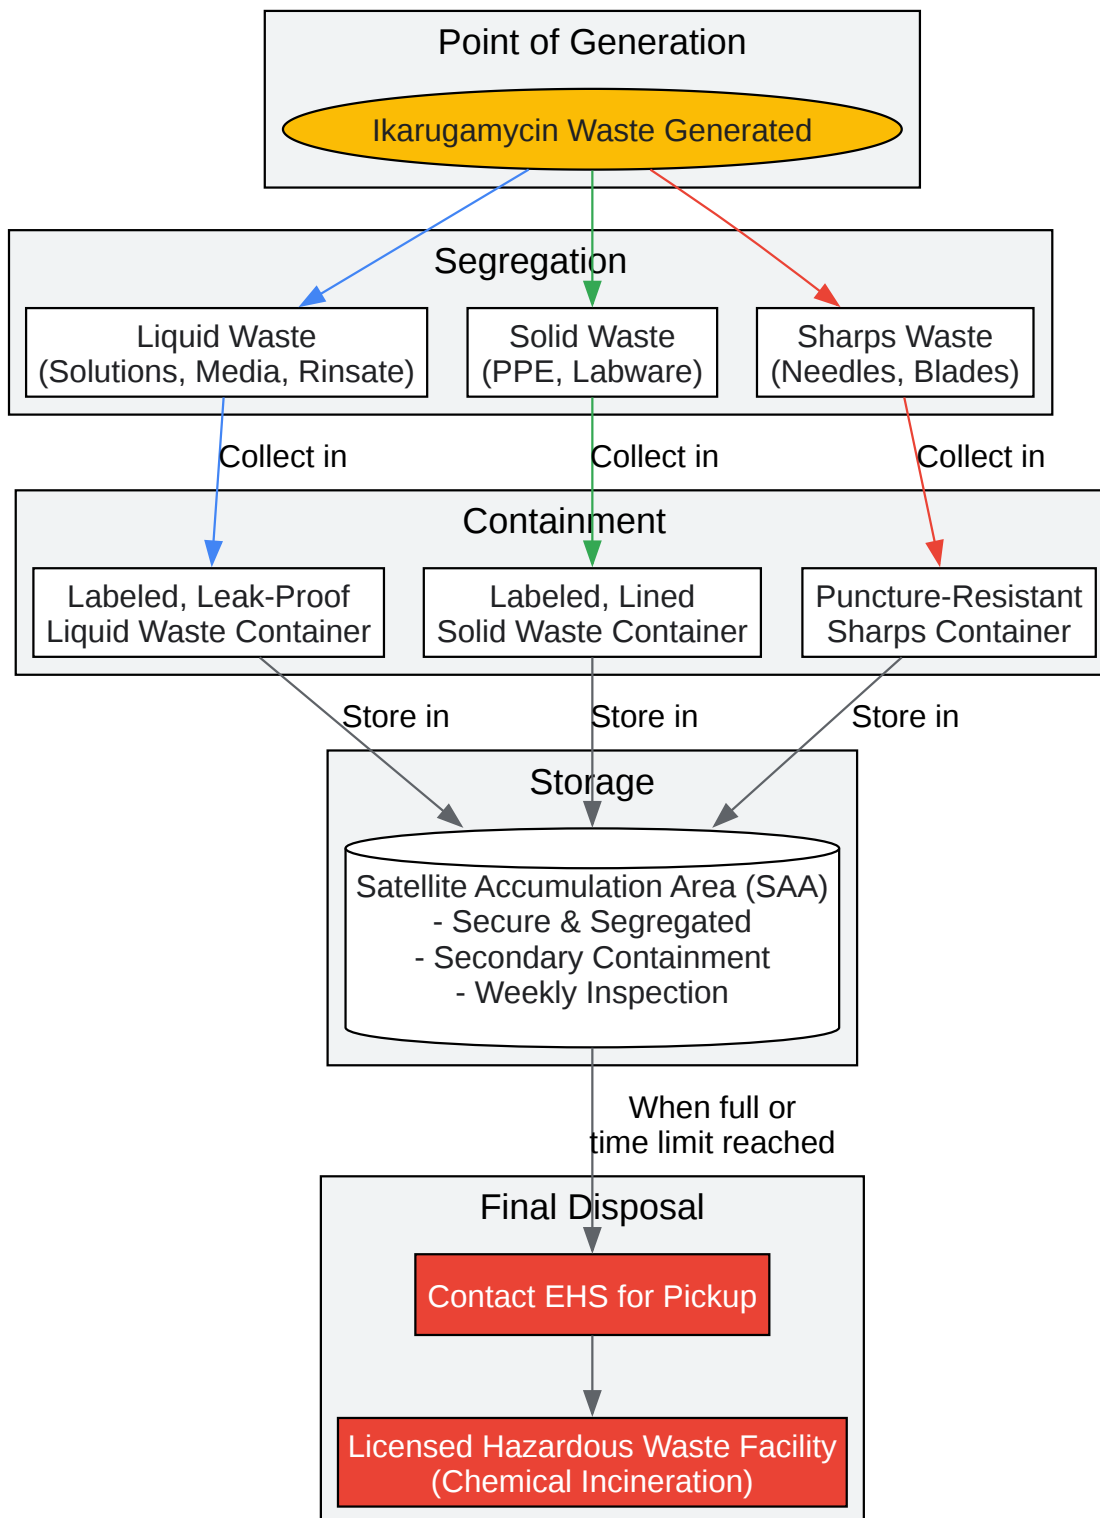 Point of Generation
Ikarugamycin Waste Generated
Segregation
Liquid Waste
(Solutions, Media, Rinsate)
Solid Waste
(PPE, Labware)
Sharps Waste
(Needles, Blades)
Collect in
Collect in
Collect in
Containment
Labeled, Leak-Proof
Liquid Waste Container
Labeled, Lined
Solid Waste Container
Puncture-Resistant
Sharps Container
Store in
Store in
Store in
Storage
Satellite Accumulation Area (SAA)
- Secure & Segregated
- Secondary Containment
- Weekly Inspection
When full or
time limit reached
Final Disposal
Contact EHS for Pickup
Licensed Hazardous Waste Facility
(Chemical Incineration)